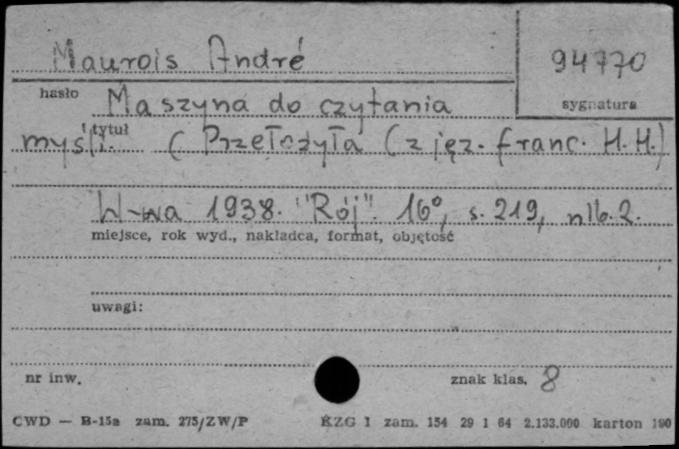 Maurois André
94770
hasło
sygnatura
Maszyna do czytania
tytuł
myśli. (Przełożyła (z jęz. franc. H.H.)
W-wa 1938. "Rój". 16°, s. 219, nlb. 2.
miejsce, rok wyd., nakładca, format, objętość
uwagi:
nr inw.
znak klas. 8
CWD — B-15a zam. 275/ZW/P KZG 1 zam. 154 29 1 64 2.133.000 karton 190